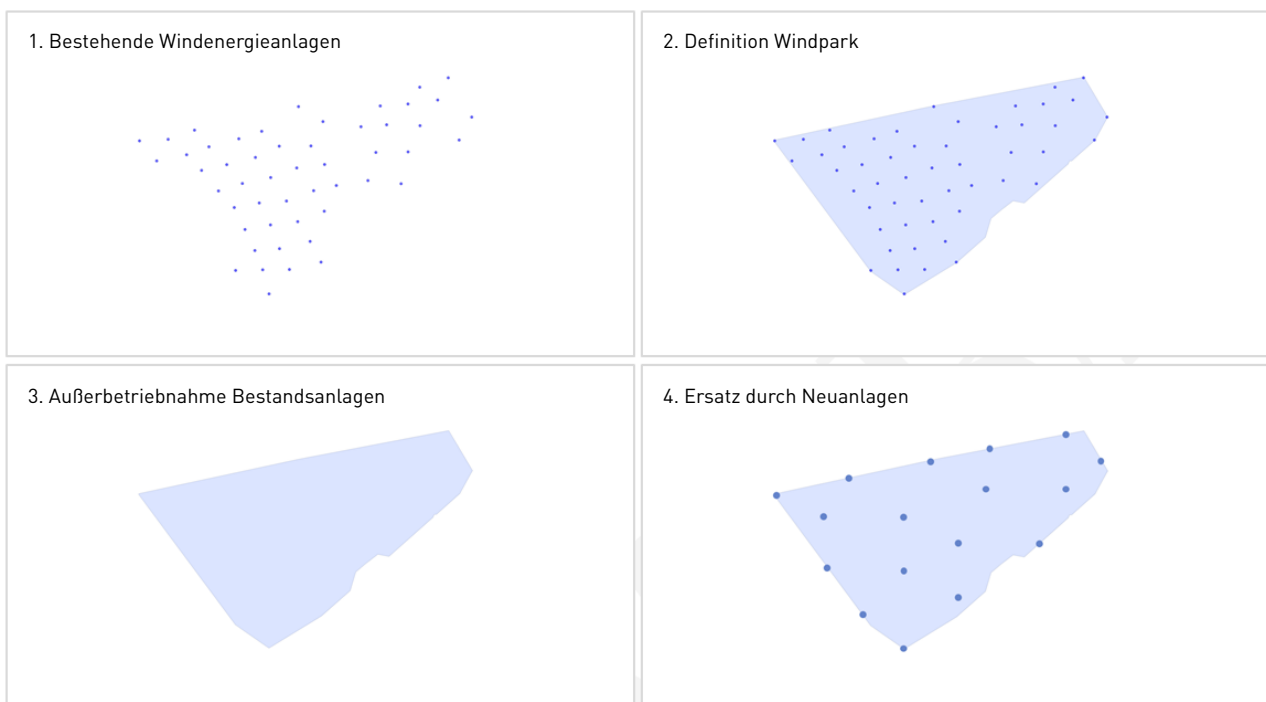 1. Bestehende Windenergieanlagen
2. Definition Windpark
3. Außerbetriebnahme Bestandsanlagen
4. Ersatz durch Neuanlagen